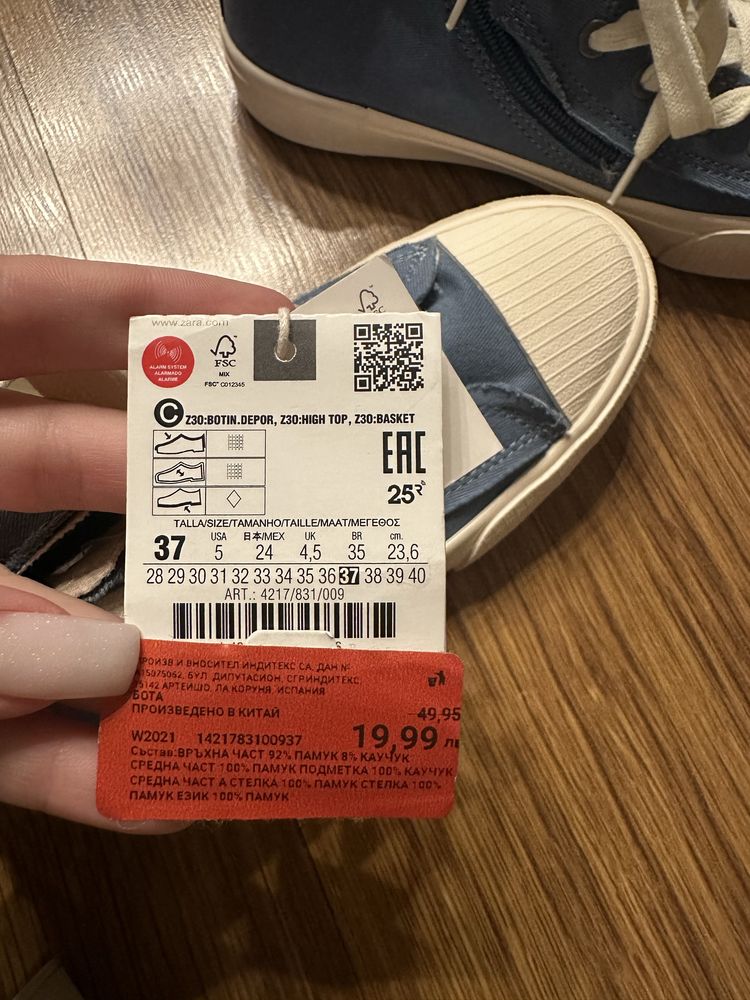 www.zara.com
ALARM SYSTEM
ALARMADO
ALARME
FSC
MIX
FSC™ C012345
C Z30:BOTIN.DEPOR, Z30:HIGH TOP, Z30:BASKET
EAC
25
TALLA/SIZE/TAMANHO/TAILLE/MAAT/ΜΕΓΕΘΟΣ
USA 日本/MEX UK BR cm.
37 5 24 4,5 35 23,6
28 29 30 31 32 33 34 35 36 37 38 39 40
ART.: 4217/831/009
ПРОИЗВ И ВНОСИТЕЛ ИНДИТЕКС СА, ДАН №
A15075062, БУЛ. ДИПУТАСИОН, СГР.ИНДИТЕКС,
15142 АРТЕИШО, ЛА КОРУНЯ, ИСПАНИЯ
БОТА
ПРОИЗВЕДЕНО В КИТАЙ
49,95
19,99 лв
W2021 1421783100937
Състав:ВРЪХНА ЧАСТ 92% ПАМУК 8% КАУЧУК
СРЕДНА ЧАСТ 100% ПАМУК ПОДМЕТКА 100% КАУЧУК
СРЕДНА ЧАСТ А СТЕЛКА 100% ПАМУК СТЕЛКА 100%
ПАМУК ЕЗИК 100% ПАМУК